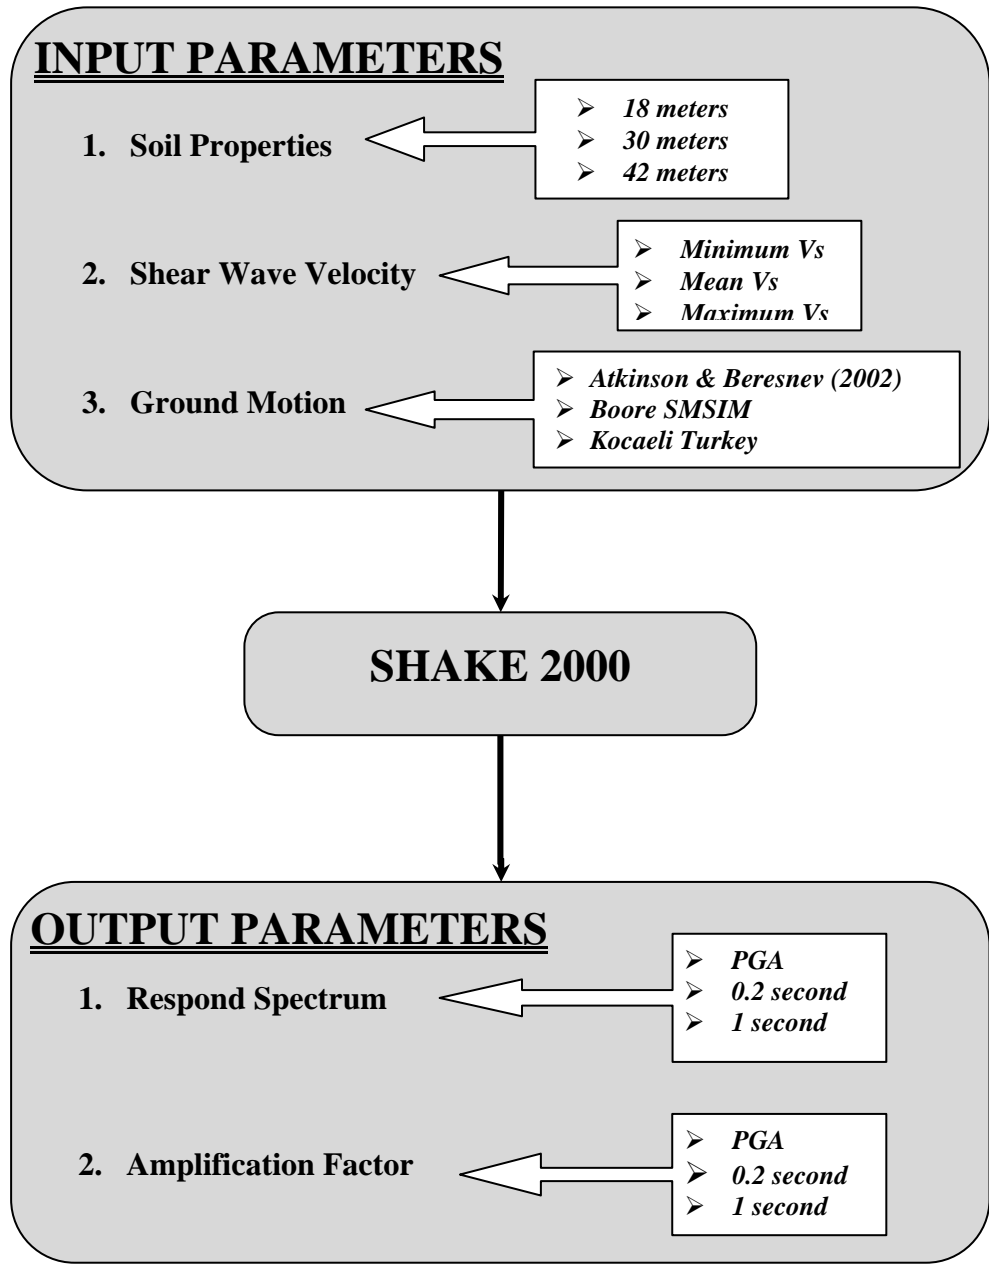 INPUT PARAMETERS
1. Soil Properties
➢ 18 meters
➢ 30 meters
➢ 42 meters
2. Shear Wave Velocity
➢ Minimum Vs
➢ Mean Vs
➢ Maximum Vs
3. Ground Motion
➢ Atkinson & Beresnev (2002)
➢ Boore SMSIM
➢ Kocaeli Turkey
SHAKE 2000
OUTPUT PARAMETERS
1. Respond Spectrum
➢ PGA
➢ 0.2 second
➢ 1 second
2. Amplification Factor
➢ PGA
➢ 0.2 second
➢ 1 second